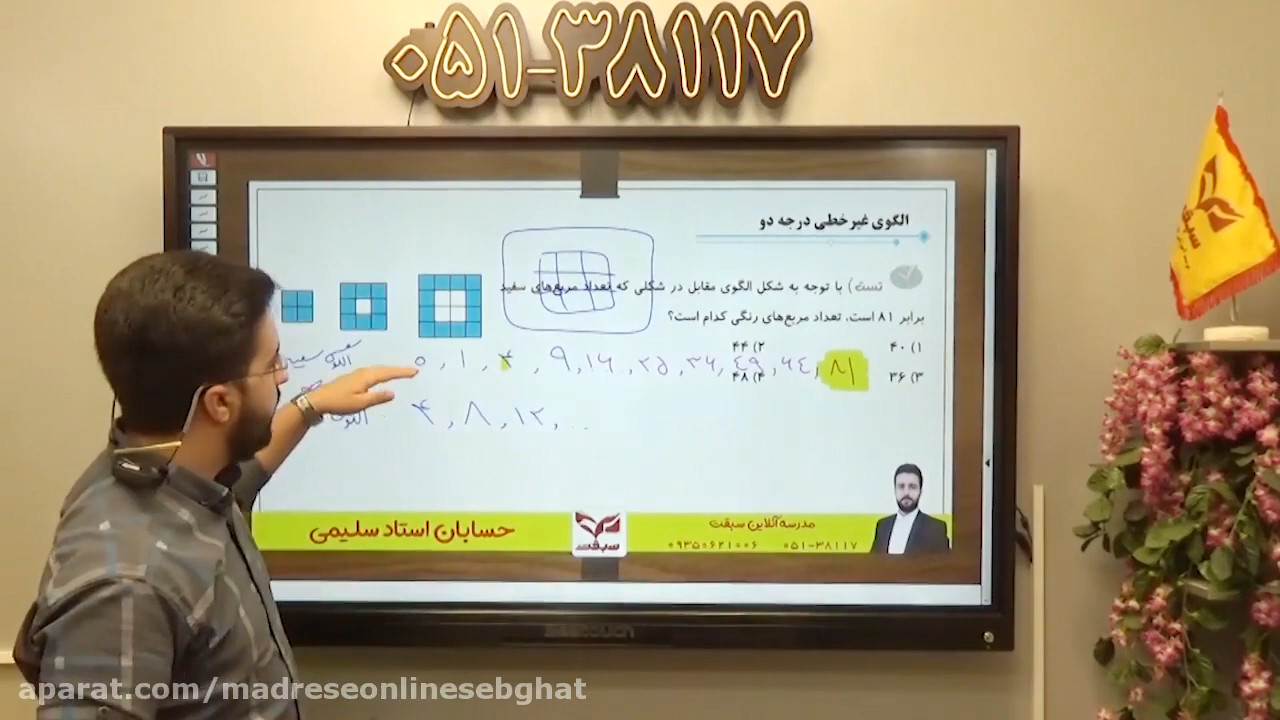 ۰۵۱-۳۸۱۱۷
الگوی غیرخطی درجه دو
تست) با توجه به شکل الگوی مقابل در شکلی که تعداد مربع‌های سفید
برابر ۸۱ است، تعداد مربع‌های رنگی کدام است؟
۱) ۴۰
۲) ۴۴
۳) ۳۶
۴) ۴۸
۰, ۱, ۴, ۹, ۱۶, ۲۵, ۳۶, ۴۹, ۶۴, ۸۱
۴, ۸, ۱۲, ...
حسابان استاد سلیمی
سبقت
مدرسه آنلاین سبقت
۰۹۳۵۰۶۲۱۰۰۶ ۰۵۱-۳۸۱۱۷
سبقت
aparat.com/madreseonlinesebghat